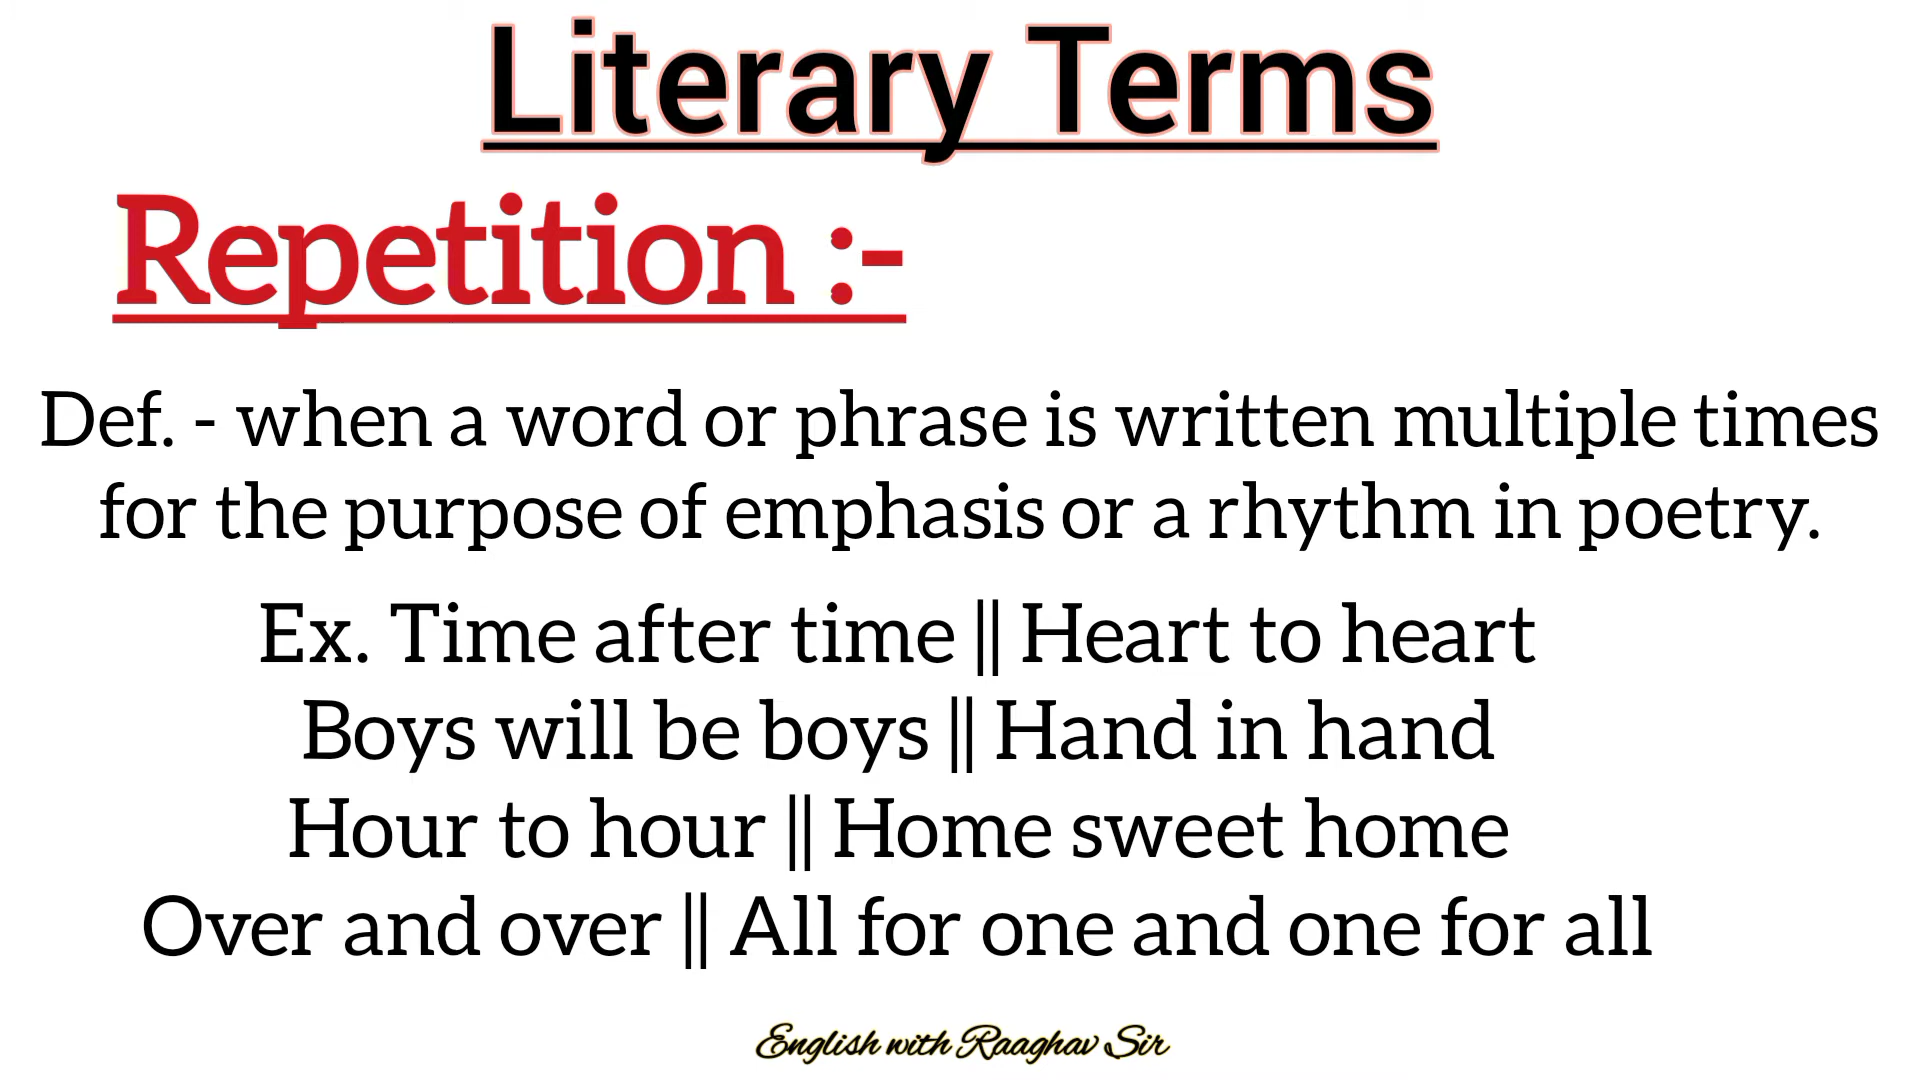 Literary Terms
Repetition :-
Def. - when a word or phrase is written multiple times
for the purpose of emphasis or a rhythm in poetry.
Ex. Time after time || Heart to heart
Boys will be boys || Hand in hand
Hour to hour || Home sweet home
Over and over || All for one and one for all
English with Raaghav Sir